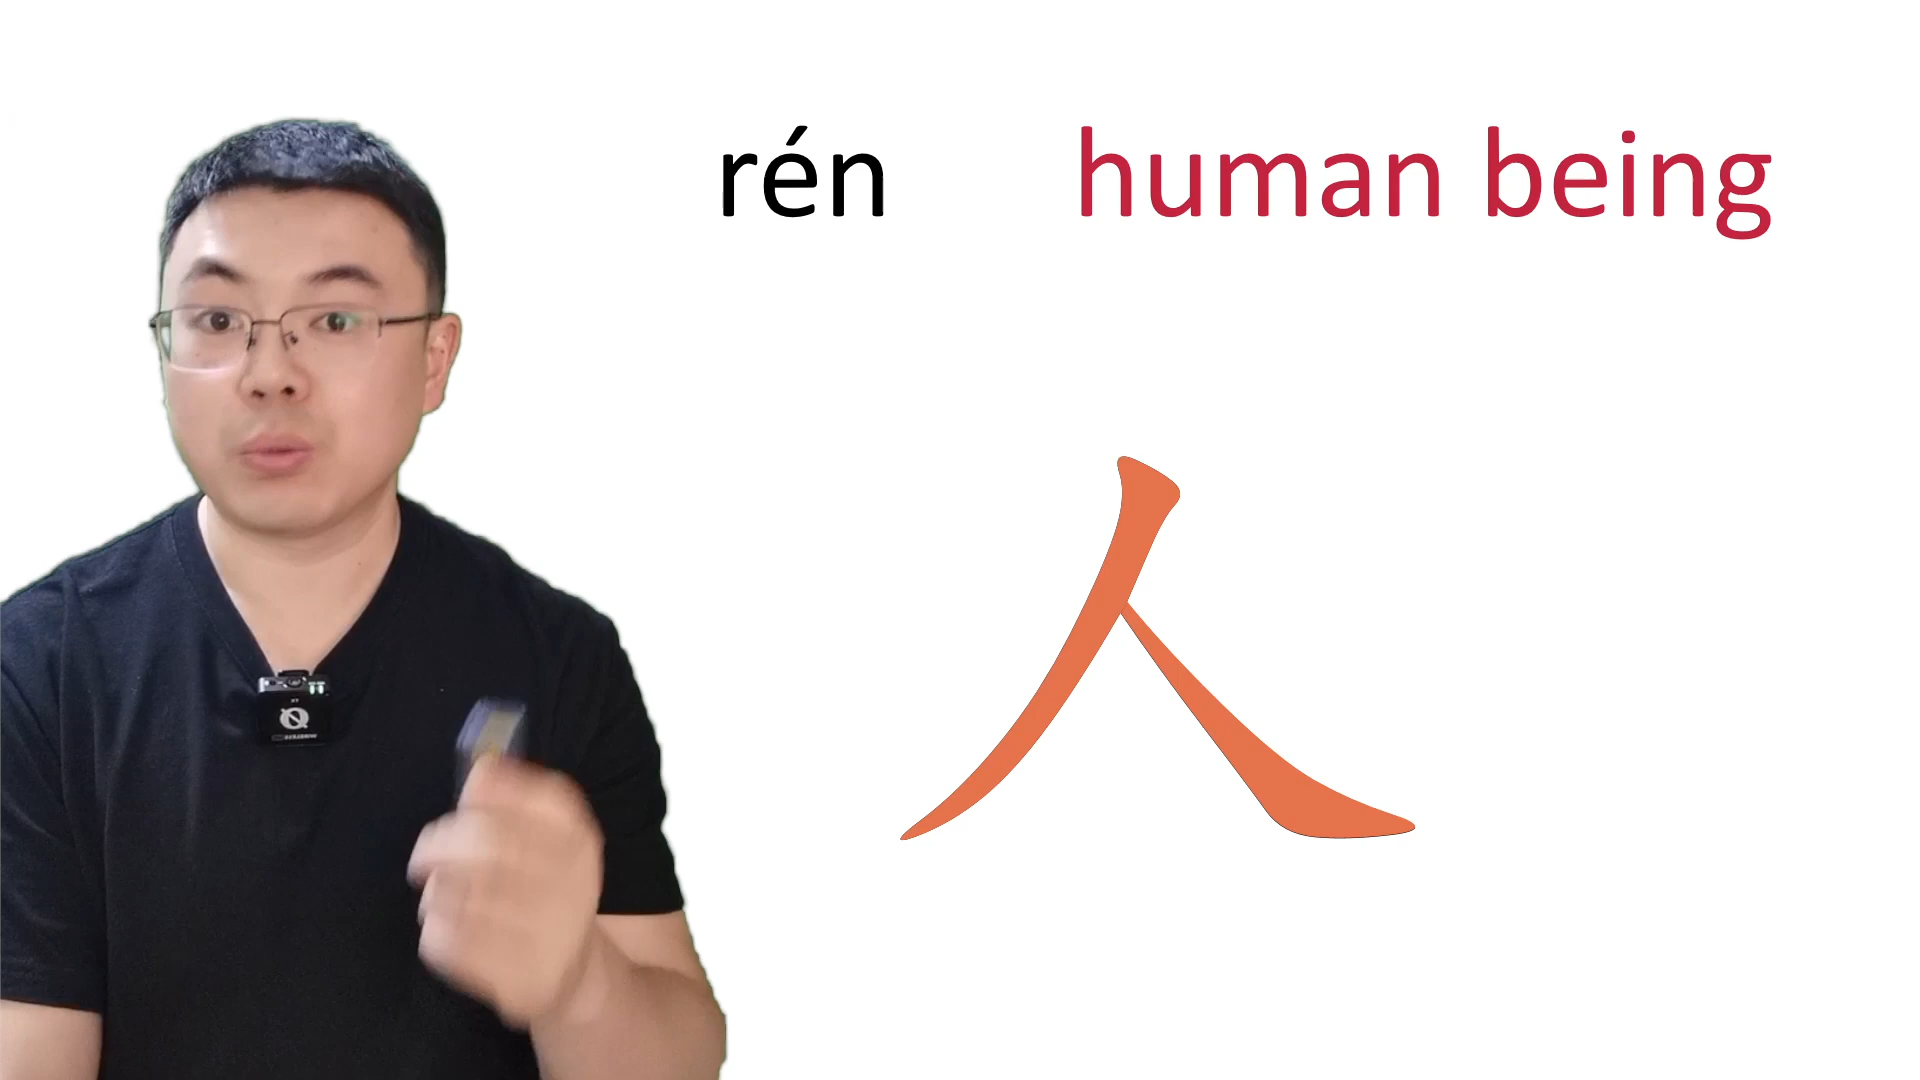 rén human being
人